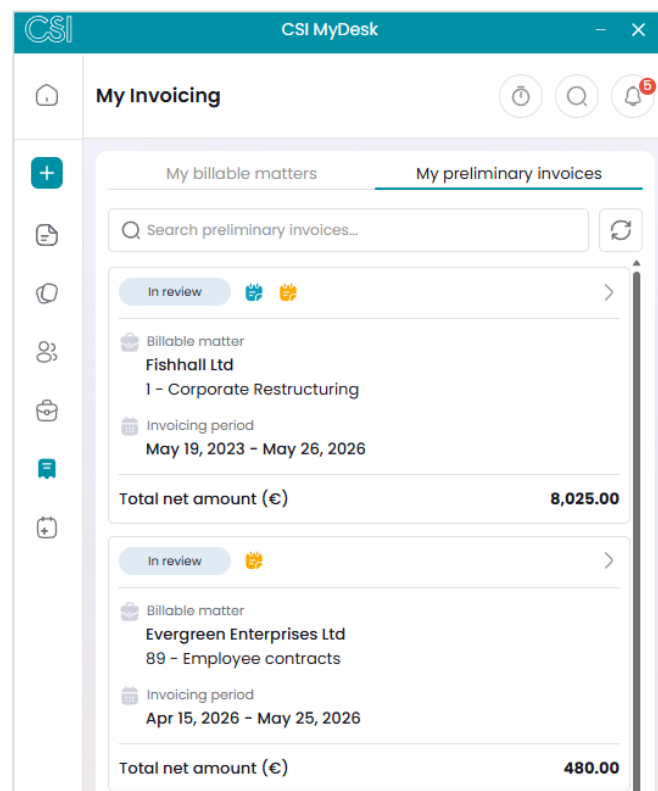 CSI
CSI MyDesk
My Invoicing
5
My billable matters
My preliminary invoices
Search preliminary invoices...
In review
Billable matter
Fishhall Ltd
1 - Corporate Restructuring
Invoicing period
May 19, 2023 - May 26, 2026
Total net amount (€)
8,025.00
In review
Billable matter
Evergreen Enterprises Ltd
89 - Employee contracts
Invoicing period
Apr 15, 2026 - May 25, 2026
Total net amount (€)
480.00